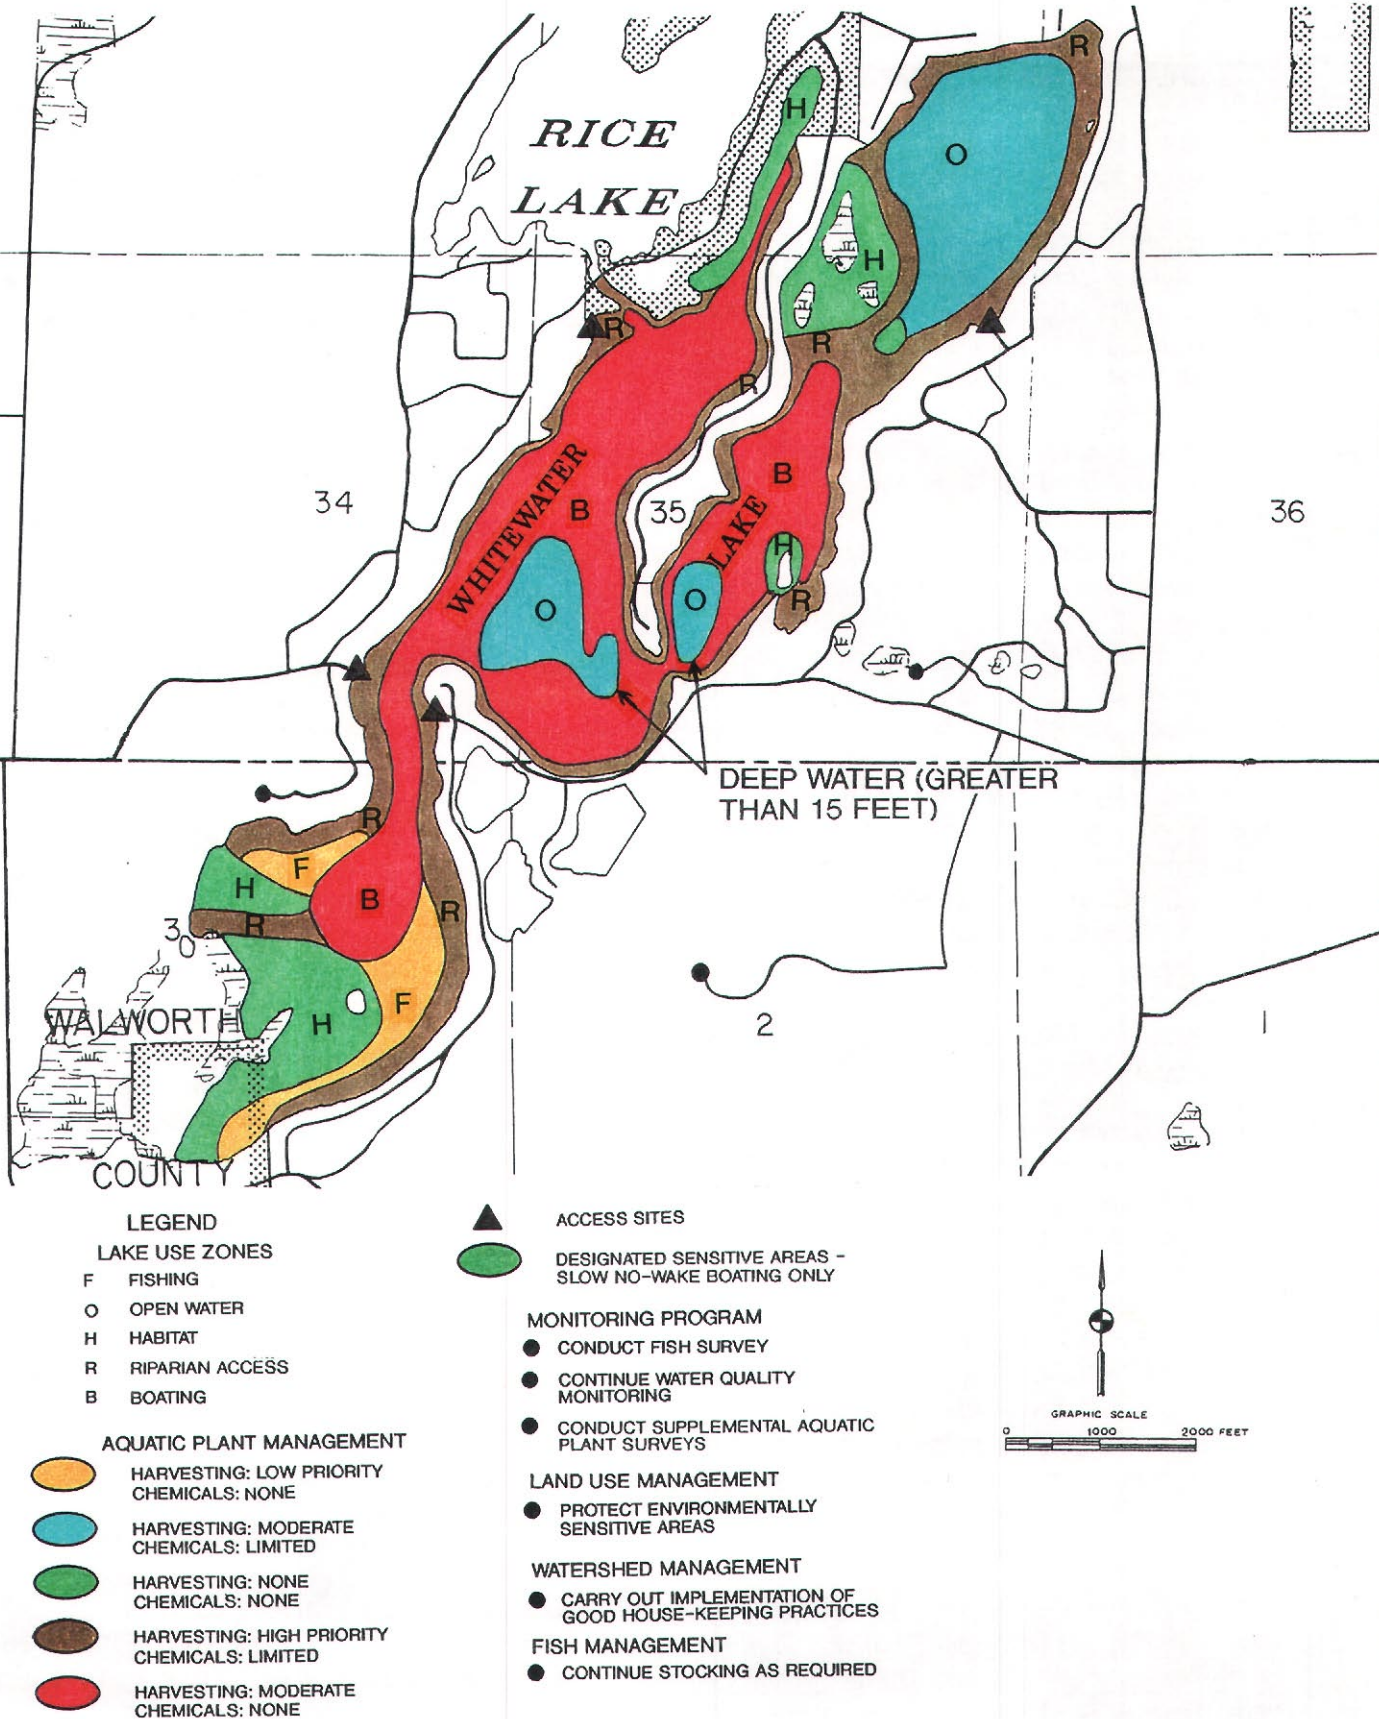 R
H
RICE
LAKE
O
H
R
R
R
B
WHITEWATER
B
34
35
36
LAKE
H
O
O
R
DEEP WATER (GREATER
THAN 15 FEET)
R
F
H
B
R
R
3
F
WALWORTH
H
2
1
COUNTY
LEGEND
LAKE USE ZONES
F FISHING
O OPEN WATER
H HABITAT
R RIPARIAN ACCESS
B BOATING
AQUATIC PLANT MANAGEMENT
HARVESTING: LOW PRIORITY
CHEMICALS: NONE
HARVESTING: MODERATE
CHEMICALS: LIMITED
HARVESTING: NONE
CHEMICALS: NONE
HARVESTING: HIGH PRIORITY
CHEMICALS: LIMITED
HARVESTING: MODERATE
CHEMICALS: NONE
ACCESS SITES
DESIGNATED SENSITIVE AREAS -
SLOW NO-WAKE BOATING ONLY
MONITORING PROGRAM
CONDUCT FISH SURVEY
CONTINUE WATER QUALITY
MONITORING
CONDUCT SUPPLEMENTAL AQUATIC
PLANT SURVEYS
LAND USE MANAGEMENT
PROTECT ENVIRONMENTALLY
SENSITIVE AREAS
WATERSHED MANAGEMENT
CARRY OUT IMPLEMENTATION OF
GOOD HOUSE-KEEPING PRACTICES
FISH MANAGEMENT
CONTINUE STOCKING AS REQUIRED
GRAPHIC SCALE
0 1000 2000 FEET